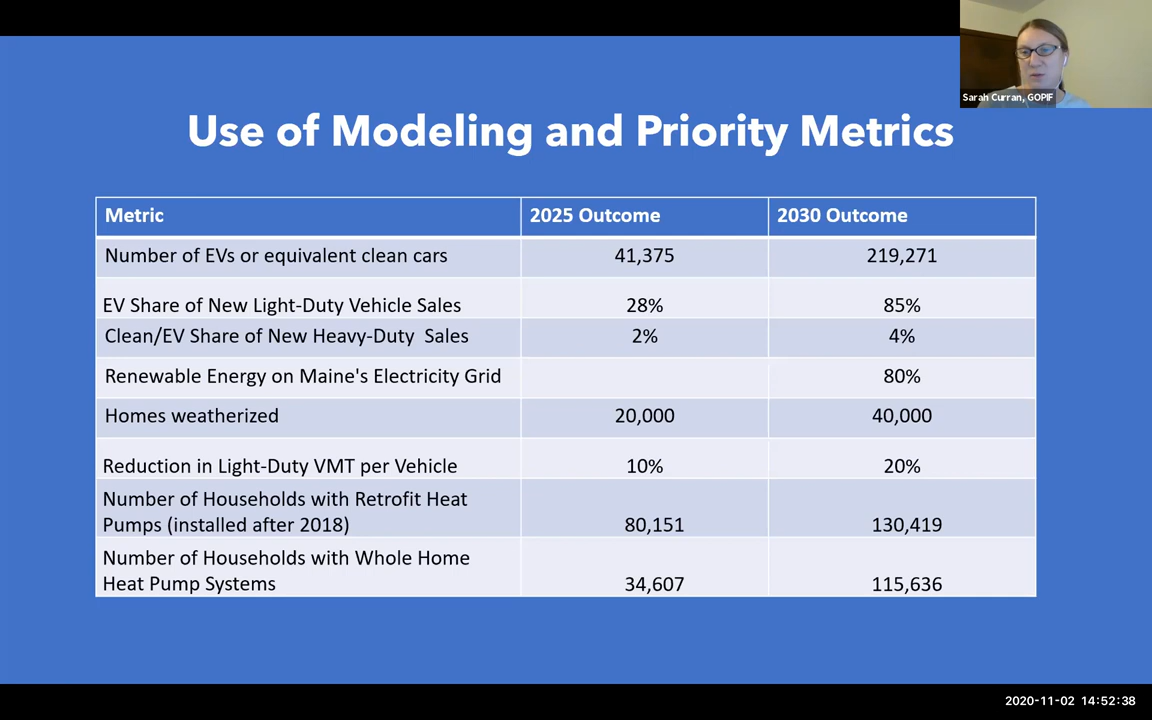 Sarah Curran, GOPIF
Use of Modeling and Priority Metrics
Metric 2025 Outcome 2030 Outcome
Number of EVs or equivalent clean cars 41,375 219,271
EV Share of New Light-Duty Vehicle Sales 28% 85%
Clean/EV Share of New Heavy-Duty  Sales 2% 4%
Renewable Energy on Maine's Electricity Grid 80%
Homes weatherized 20,000 40,000
Reduction in Light-Duty VMT per Vehicle 10% 20%
Number of Households with Retrofit Heat
Pumps (installed after 2018) 80,151 130,419
Number of Households with Whole Home
Heat Pump Systems 34,607 115,636
2020-11-02 14:52:38